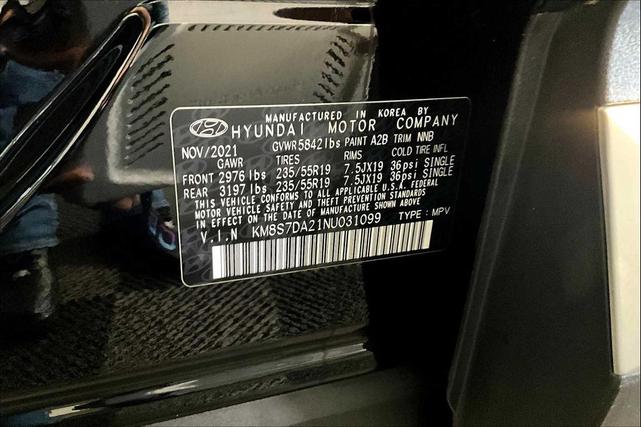 MANUFACTURED IN KOREA BY
HYUNDAI MOTOR COMPANY
NOV/2021 GVWR5842lbs PAINT A2B TRIM NNB
GAWR TIRES RIMS COLD TIRE INFL
FRONT 2976 lbs 235/55R19 7.5JX19 36psi SINGLE
REAR 3197 lbs 235/55R19 7.5JX19 36psi SINGLE
THIS VEHICLE CONFORMS TO ALL APPLICABLE U.S.A. FEDERAL
MOTOR VEHICLE SAFETY AND THEFT PREVENTION STANDARDS
IN EFFECT ON THE DATE OF MANUFACTURE SHOWN ABOVE
V.I.N KM8S7DA21NU031099 TYPE : MPV